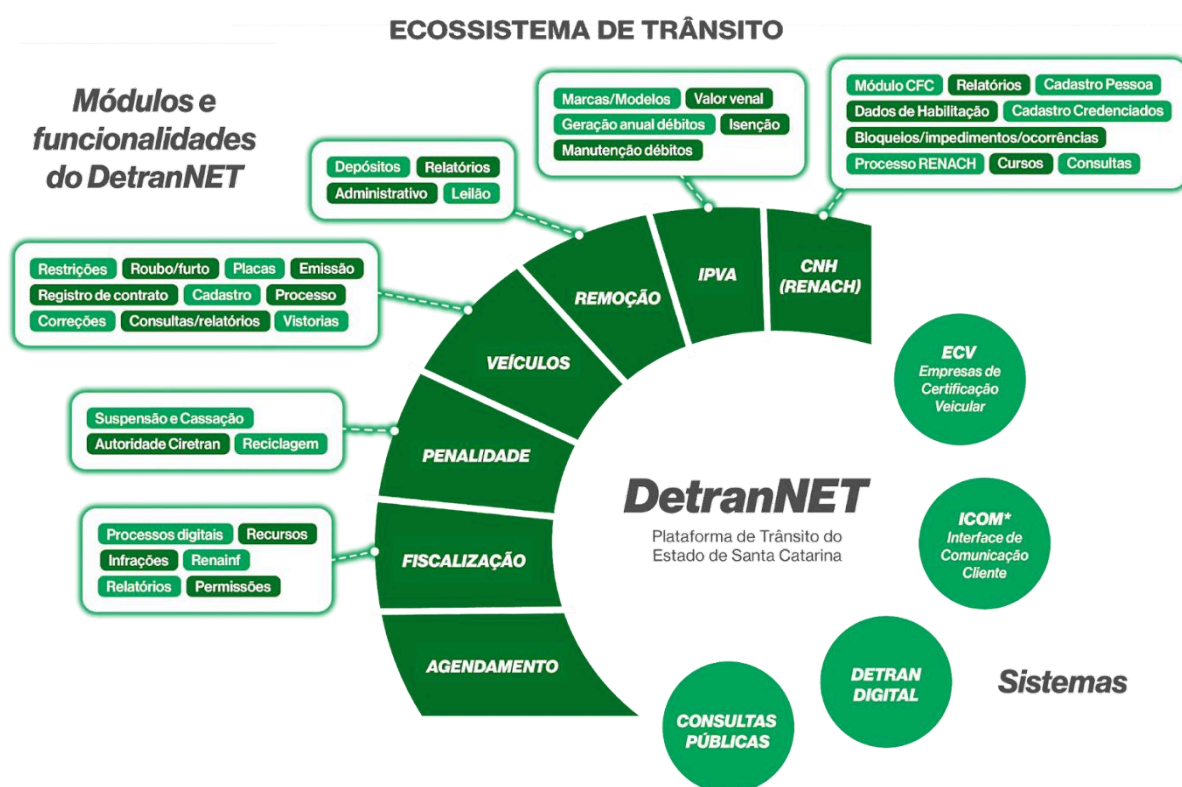 ECOSSISTEMA DE TRÂNSITO
Módulos e
funcionalidades
do DetranNET
Marcas/Modelos Valor venal
Geração anual débitos Isenção
Manutenção débitos
Módulo CFC Relatórios Cadastro Pessoa
Dados de Habilitação Cadastro Credenciados
Bloqueios/impedimentos/ocorrências
Processo RENACH Cursos Consultas
Depósitos Relatórios
Administrativo Leilão
Restrições Roubo/furto Placas Emissão
Registro de contrato Cadastro Processo
Correções Consultas/relatórios Vistorias
Suspensão e Cassação
Autoridade Ciretran Reciclagem
Processos digitais Recursos
Infrações Renainf
Relatórios Permissões
CNH
(RENACH)
IPVA
REMOÇÃO
VEÍCULOS
PENALIDADE
FISCALIZAÇÃO
AGENDAMENTO
DetranNET
Plataforma de Trânsito do
Estado de Santa Catarina
ECV
Empresas de
Certificação
Veicular
ICOM*
Interface de
Comunicação
Cliente
DETRAN
DIGITAL
CONSULTAS
PÚBLICAS
Sistemas